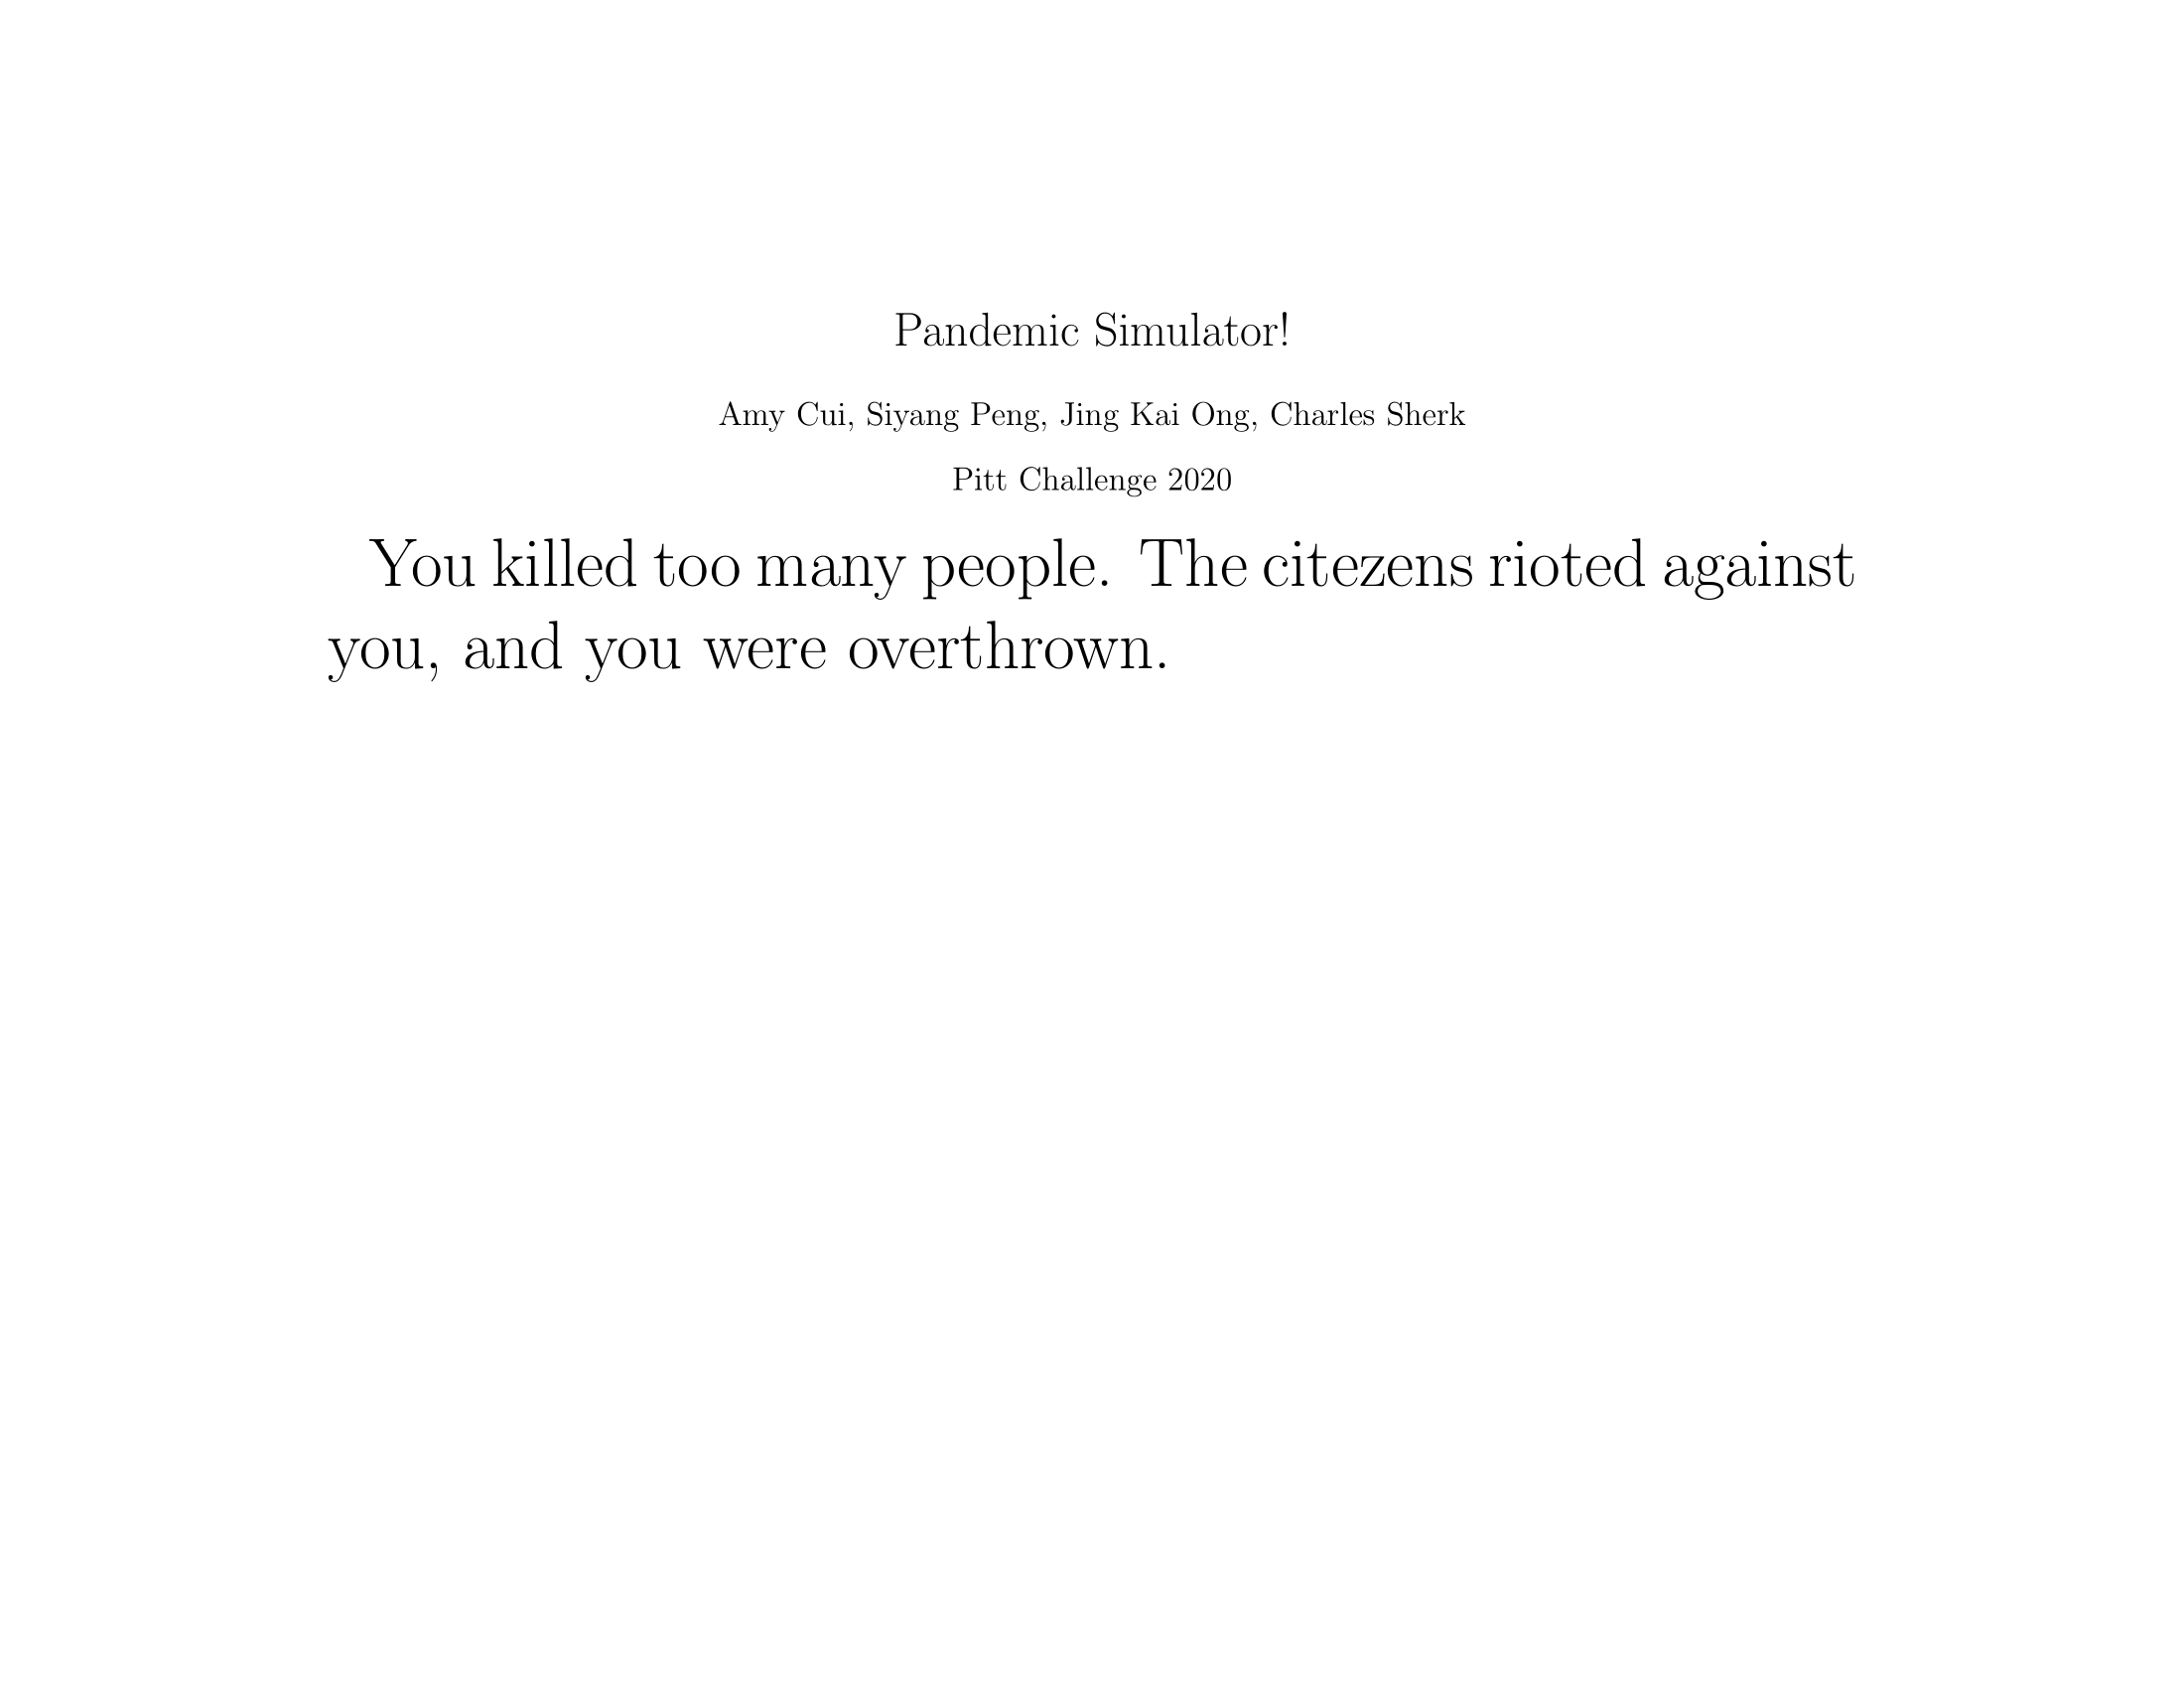 Pandemic Simulator!
Amy Cui, Siyang Peng, Jing Kai Ong, Charles Sherk
Pitt Challenge 2020
You killed too many people. The citezens rioted against
you, and you were overthrown.